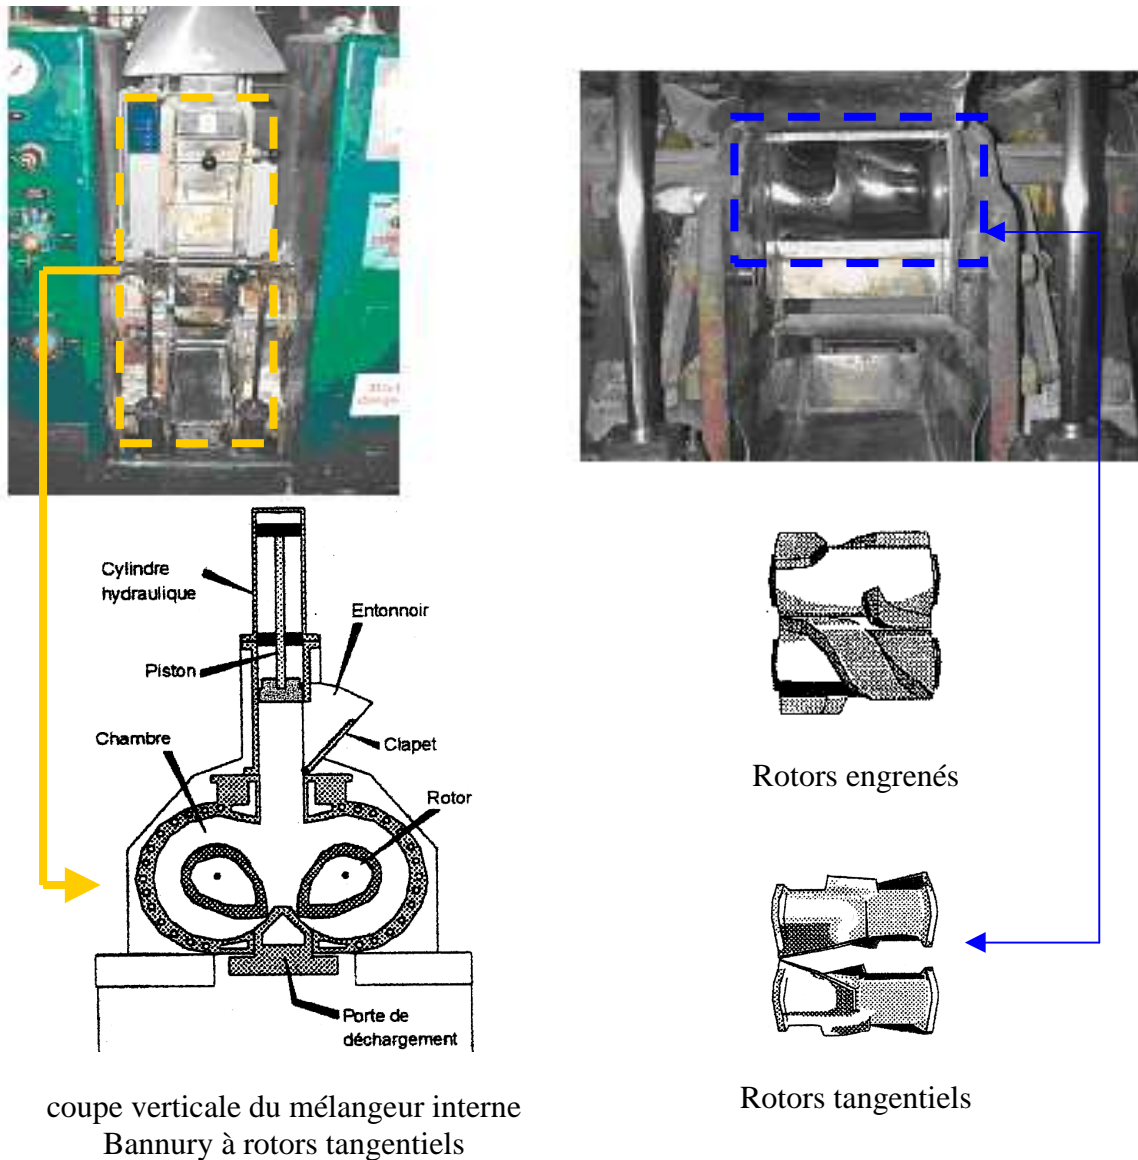 Cylindre
hydraulique
Entonnoir
Piston
Chambre
Clapet
Rotor
Porte de
déchargement
coupe verticale du mélangeur interne
Bannury à rotors tangentiels
Rotors engrenés
Rotors tangentiels